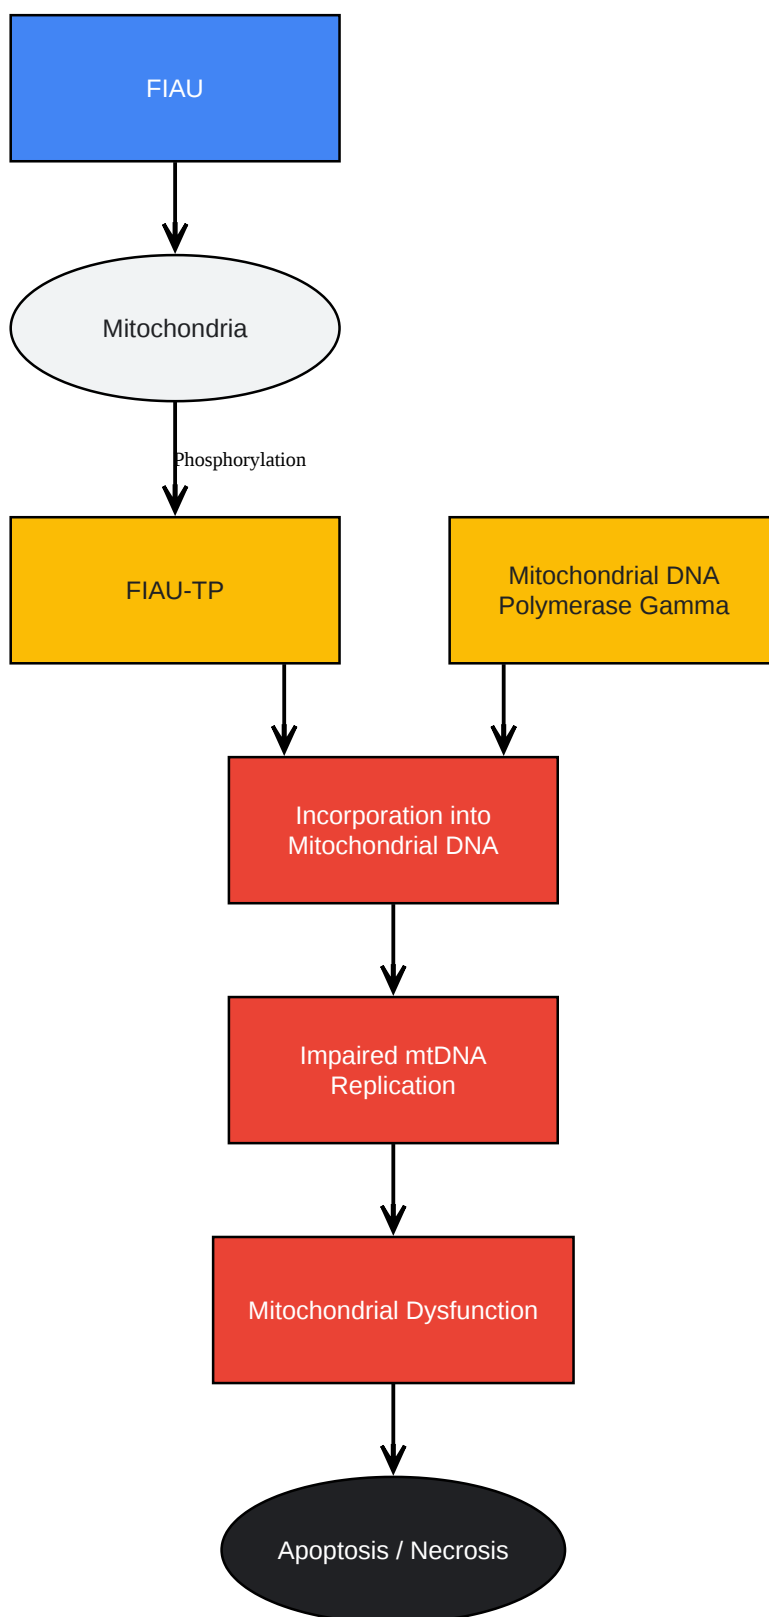 FIAU
Mitochondria
Phosphorylation
FIAU-TP
Mitochondrial DNA
Polymerase Gamma
Incorporation into
Mitochondrial DNA
Impaired mtDNA
Replication
Mitochondrial Dysfunction
Apoptosis / Necrosis